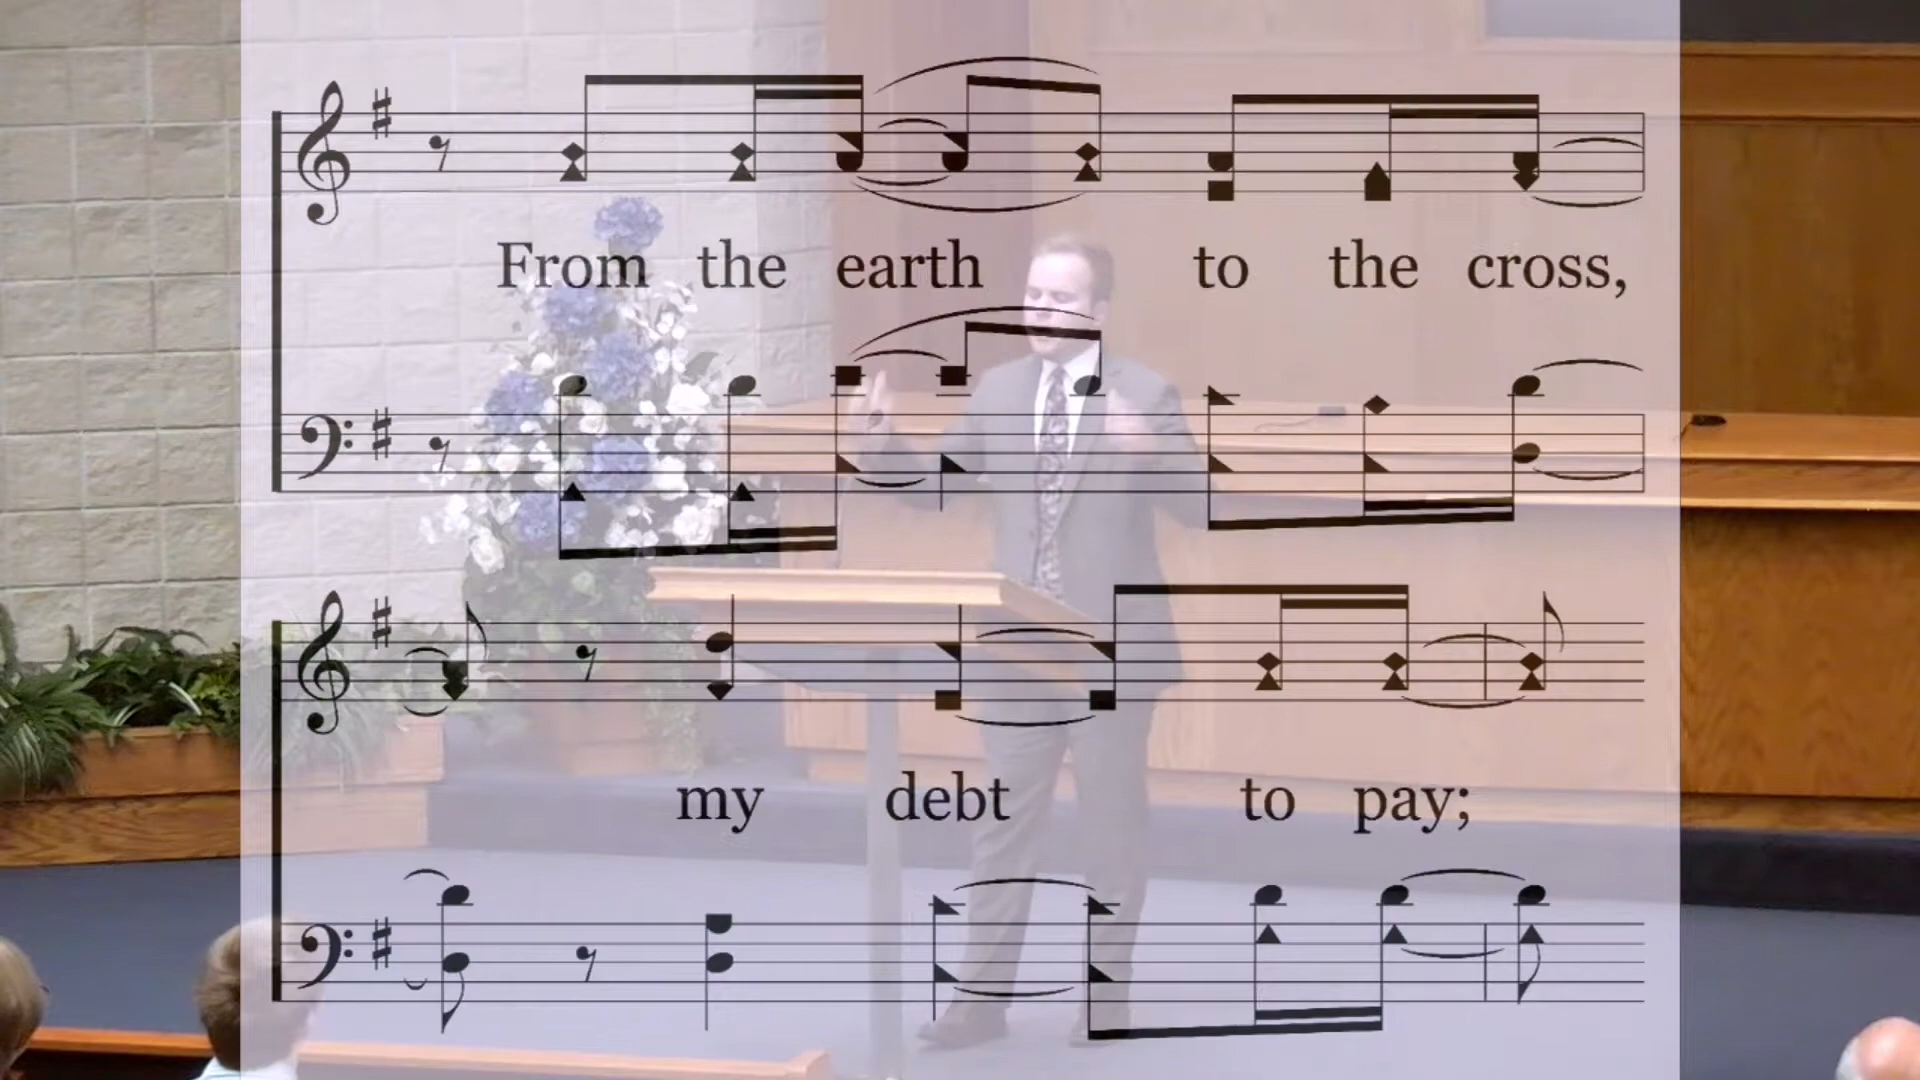 From the earth to the cross,
my debt to pay;